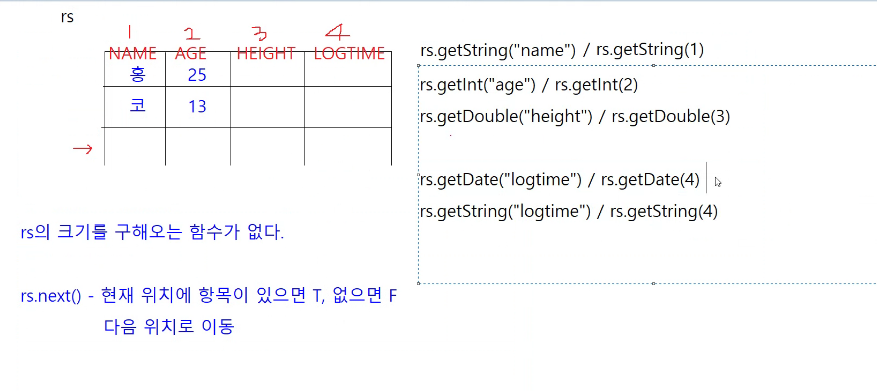 rs
1 2 3 4
NAME AGE HEIGHT LOGTIME
홍 25
코 13
→
rs의 크기를 구해오는 함수가 없다.
rs.next() - 현재 위치에 항목이 있으면 T, 없으면 F
다음 위치로 이동
rs.getString("name") / rs.getString(1)
rs.getInt("age") / rs.getInt(2)
rs.getDouble("height") / rs.getDouble(3)
rs.getDate("logtime") / rs.getDate(4)
rs.getString("logtime") / rs.getString(4)